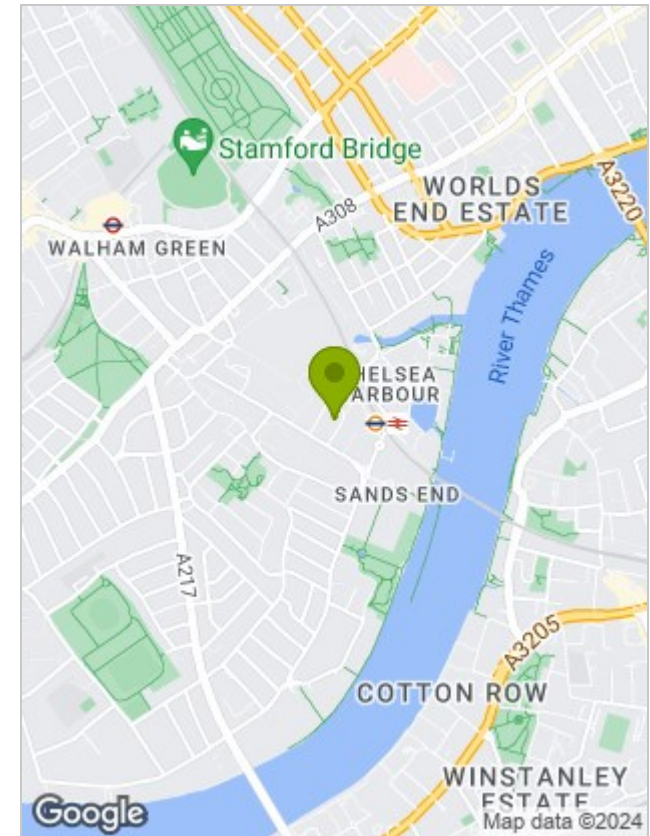 Stamford Bridge
WORLDS
END ESTATE
A3220
A308
WALHAM GREEN
River Thames
HELSEA
ARBOUR
SANDS END
A217
A3205
COTTON ROW
WINSTANLEY
ESTATE
Google
Map data ©2024